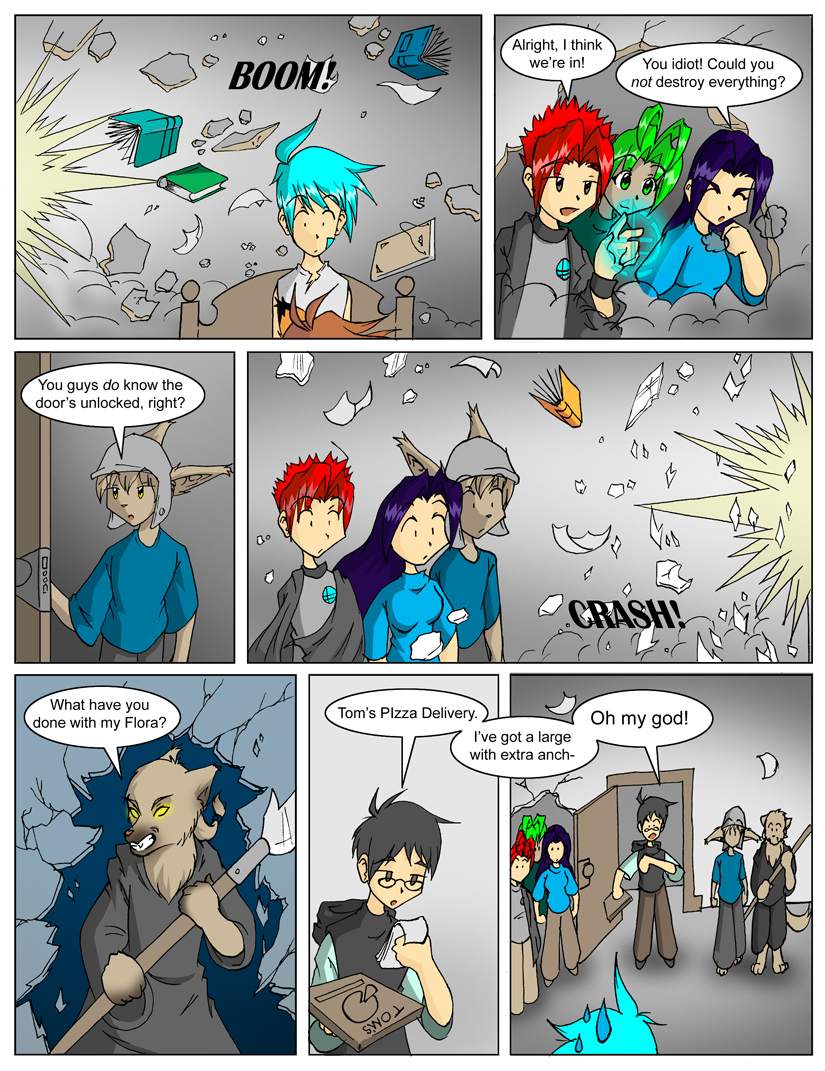 BOOM!
Alright, I think
we're in!
You idiot! Could you
not destroy everything?
You guys do know the
door's unlocked, right?
CRASH!
What have you
done with my Flora?
Tom's PIzza Delivery.
I've got a large
with extra anch-
TOM'S
Oh my god!